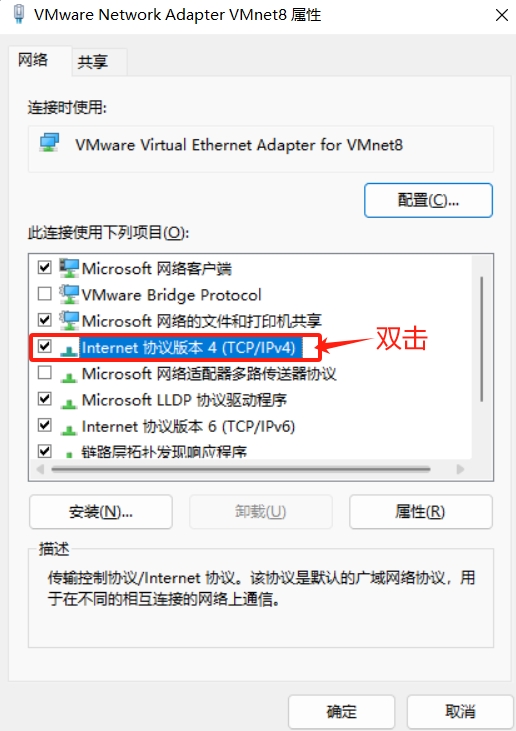 VMware Network Adapter VMnet8 属性
网络
共享
连接时使用:
VMware Virtual Ethernet Adapter for VMnet8
配置(C)...
此连接使用下列项目(O):
Microsoft 网络客户端
VMware Bridge Protocol
Microsoft 网络的文件和打印机共享
Internet 协议版本 4 (TCP/IPv4)
双击
Microsoft 网络适配器多路传送器协议
Microsoft LLDP 协议驱动程序
Internet 协议版本 6 (TCP/IPv6)
链路层拓扑发现响应程序
安装(N)...
卸载(U)
属性(R)
描述
传输控制协议/Internet 协议。该协议是默认的广域网络协议，用
于在不同的相互连接的网络上通信。
确定
取消